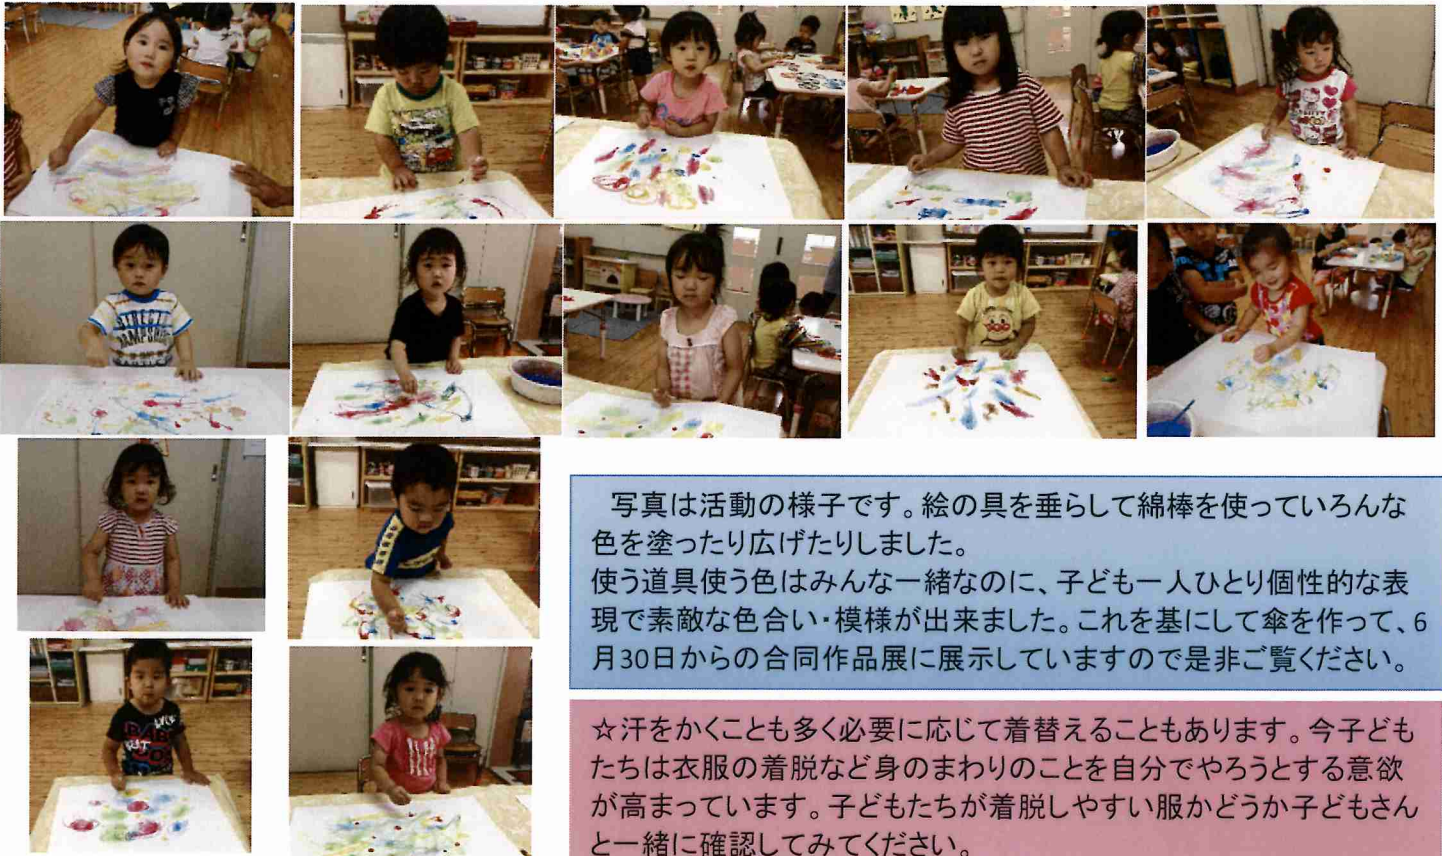 写真は活動の様子です。絵の具を垂らして綿棒を使っていろんな
色を塗ったり広げたりしました。
使う道具使う色はみんな一緒なのに、子ども一人ひとり個性的な表
現で素敵な色合い・模様が出来ました。これを基にして傘を作って、6
月30日からの合同作品展に展示していますので是非ご覧ください。
☆汗をかくことも多く必要に応じて着替えることもあります。今子ども
たちは衣服の着脱など身のまわりのことを自分でやろうとする意欲
が高まっています。子どもたちが着脱しやすい服かどうか子どもさん
と一緒に確認してみてください。